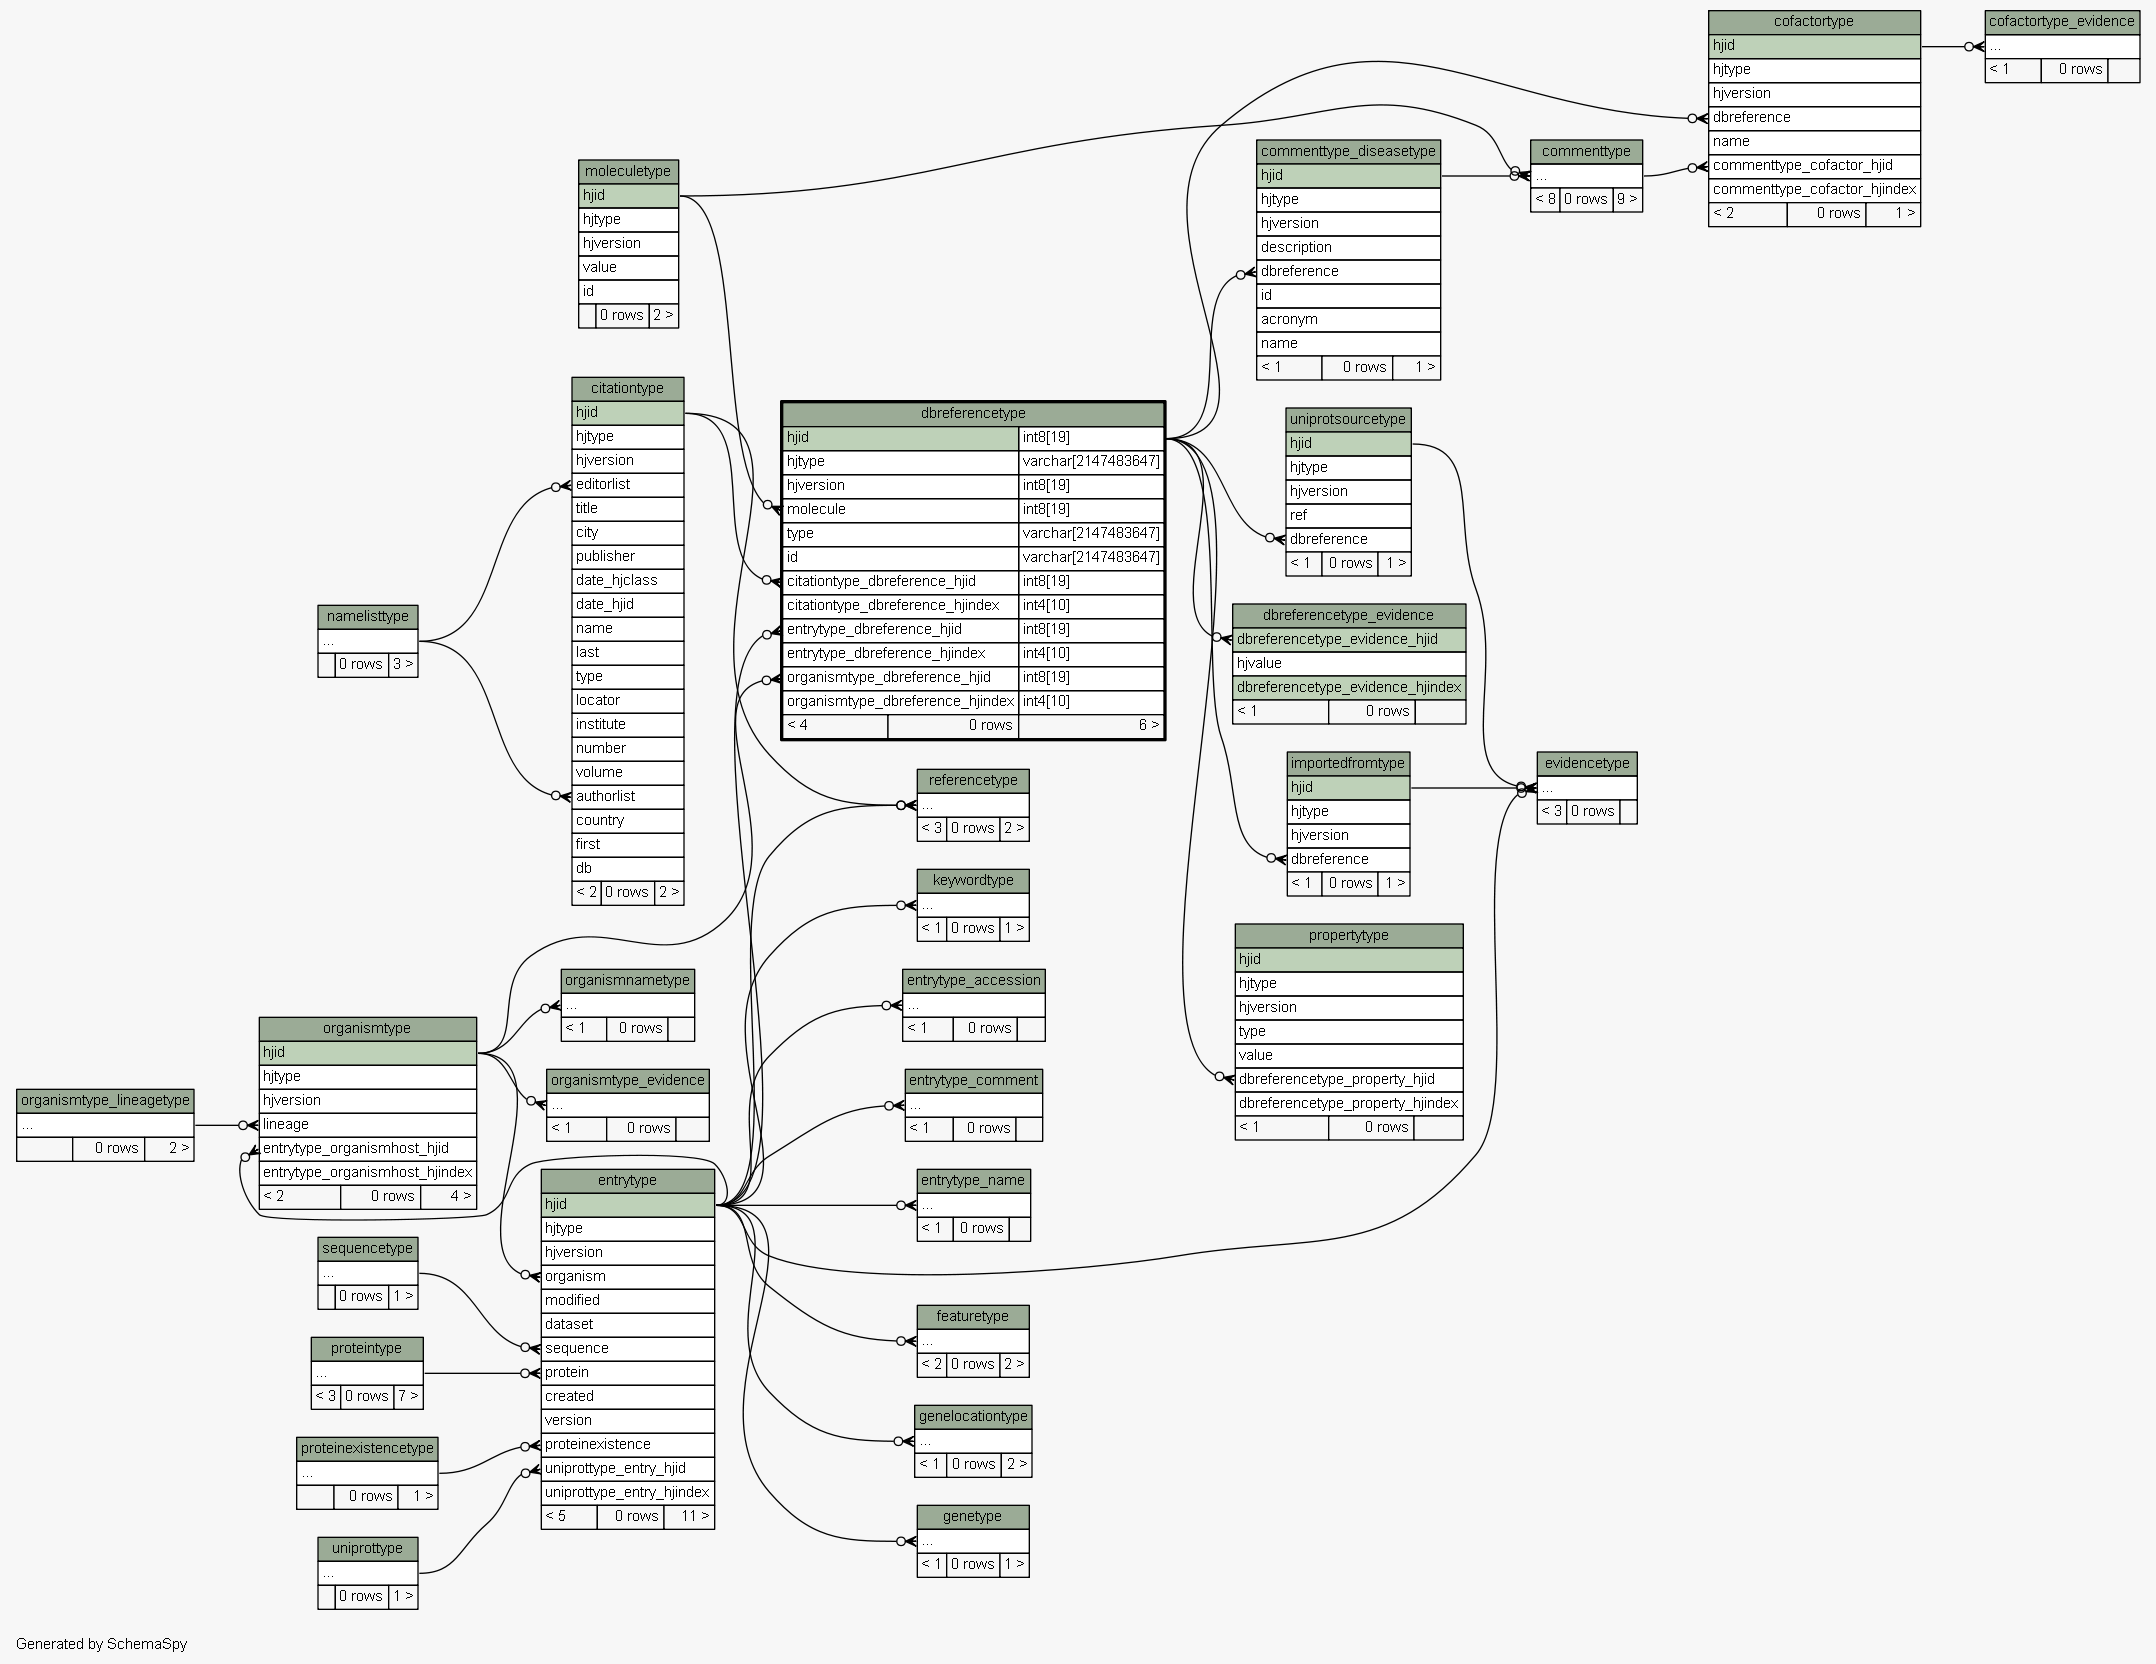 cofactortype
hjid
hjtype
hjversion
dbreference
name
commenttype_cofactor_hjid
commenttype_cofactor_hjindex
< 2 0 rows 1 >
cofactortype_evidence
...
< 1 0 rows
commenttype_diseasetype
hjid
hjtype
hjversion
description
dbreference
id
acronym
name
< 1 0 rows 1 >
commenttype
...
< 8 0 rows 9 >
moleculetype
hjid
hjtype
hjversion
value
id
0 rows 2 >
citationtype
hjid
hjtype
hjversion
editorlist
title
city
publisher
date_hjclass
date_hjid
name
last
type
locator
institute
number
volume
authorlist
country
first
db
< 2 0 rows 2 >
dbreferencetype
hjid int8[19]
hjtype varchar[2147483647]
hjversion int8[19]
molecule int8[19]
type varchar[2147483647]
id varchar[2147483647]
citationtype_dbreference_hjid int8[19]
citationtype_dbreference_hjindex int4[10]
entrytype_dbreference_hjid int8[19]
entrytype_dbreference_hjindex int4[10]
organismtype_dbreference_hjid int8[19]
organismtype_dbreference_hjindex int4[10]
< 4 0 rows 6 >
uniprotsourcetype
hjid
hjtype
hjversion
ref
dbreference
< 1 0 rows 1 >
namelisttype
...
0 rows 3 >
dbreferencetype_evidence
dbreferencetype_evidence_hjid
hjvalue
dbreferencetype_evidence_hjindex
< 1 0 rows
importedfromtype
hjid
hjtype
hjversion
dbreference
< 1 0 rows 1 >
evidencetype
...
< 3 0 rows
referencetype
...
< 3 0 rows 2 >
keywordtype
...
< 1 0 rows 1 >
propertytype
hjid
hjtype
hjversion
type
value
dbreferencetype_property_hjid
dbreferencetype_property_hjindex
< 1 0 rows
organismnametype
...
< 1 0 rows
entrytype_accession
...
< 1 0 rows
organismtype
hjid
hjtype
hjversion
lineage
entrytype_organismhost_hjid
entrytype_organismhost_hjindex
< 2 0 rows 4 >
organismtype_lineagetype
...
0 rows 2 >
organismtype_evidence
...
< 1 0 rows
entrytype_comment
...
< 1 0 rows
entrytype
hjid
hjtype
hjversion
organism
modified
dataset
sequence
protein
created
version
proteinexistence
uniprottype_entry_hjid
uniprottype_entry_hjindex
< 5 0 rows 11 >
entrytype_name
...
< 1 0 rows
sequencetype
...
0 rows 1 >
featuretype
...
< 2 0 rows 2 >
proteintype
...
< 3 0 rows 7 >
genelocationtype
...
< 1 0 rows 2 >
proteinexistencetype
...
0 rows 1 >
genetype
...
< 1 0 rows 1 >
uniprottype
...
0 rows 1 >
Generated by SchemaSpy